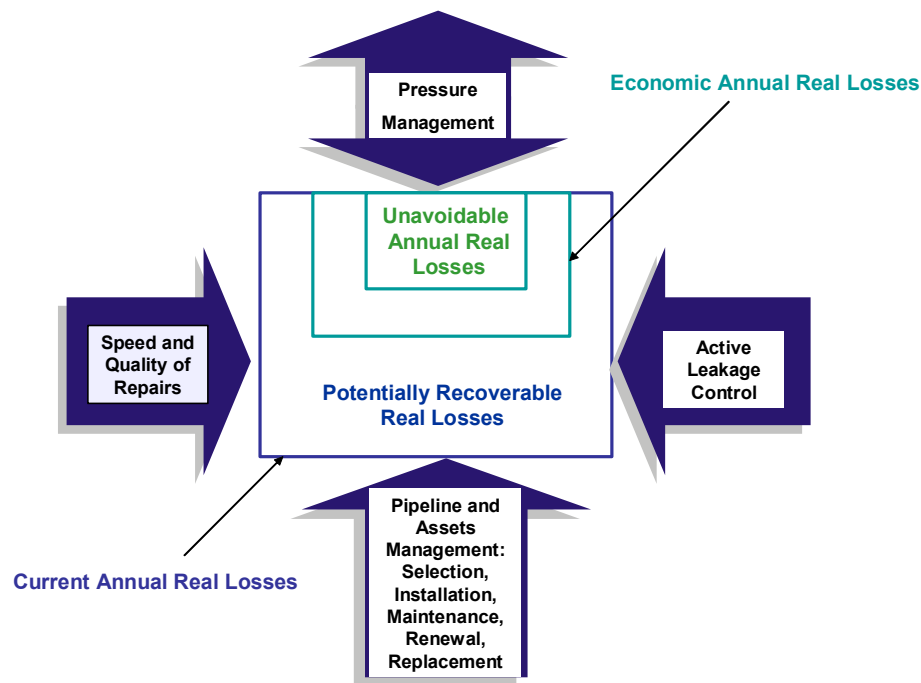 Pressure
Management
Economic Annual Real Losses
Unavoidable
Annual Real
Losses
Speed and
Quality of
Repairs
Active
Leakage
Control
Potentially Recoverable
Real Losses
Current Annual Real Losses
Pipeline and
Assets
Management:
Selection,
Installation,
Maintenance,
Renewal,
Replacement